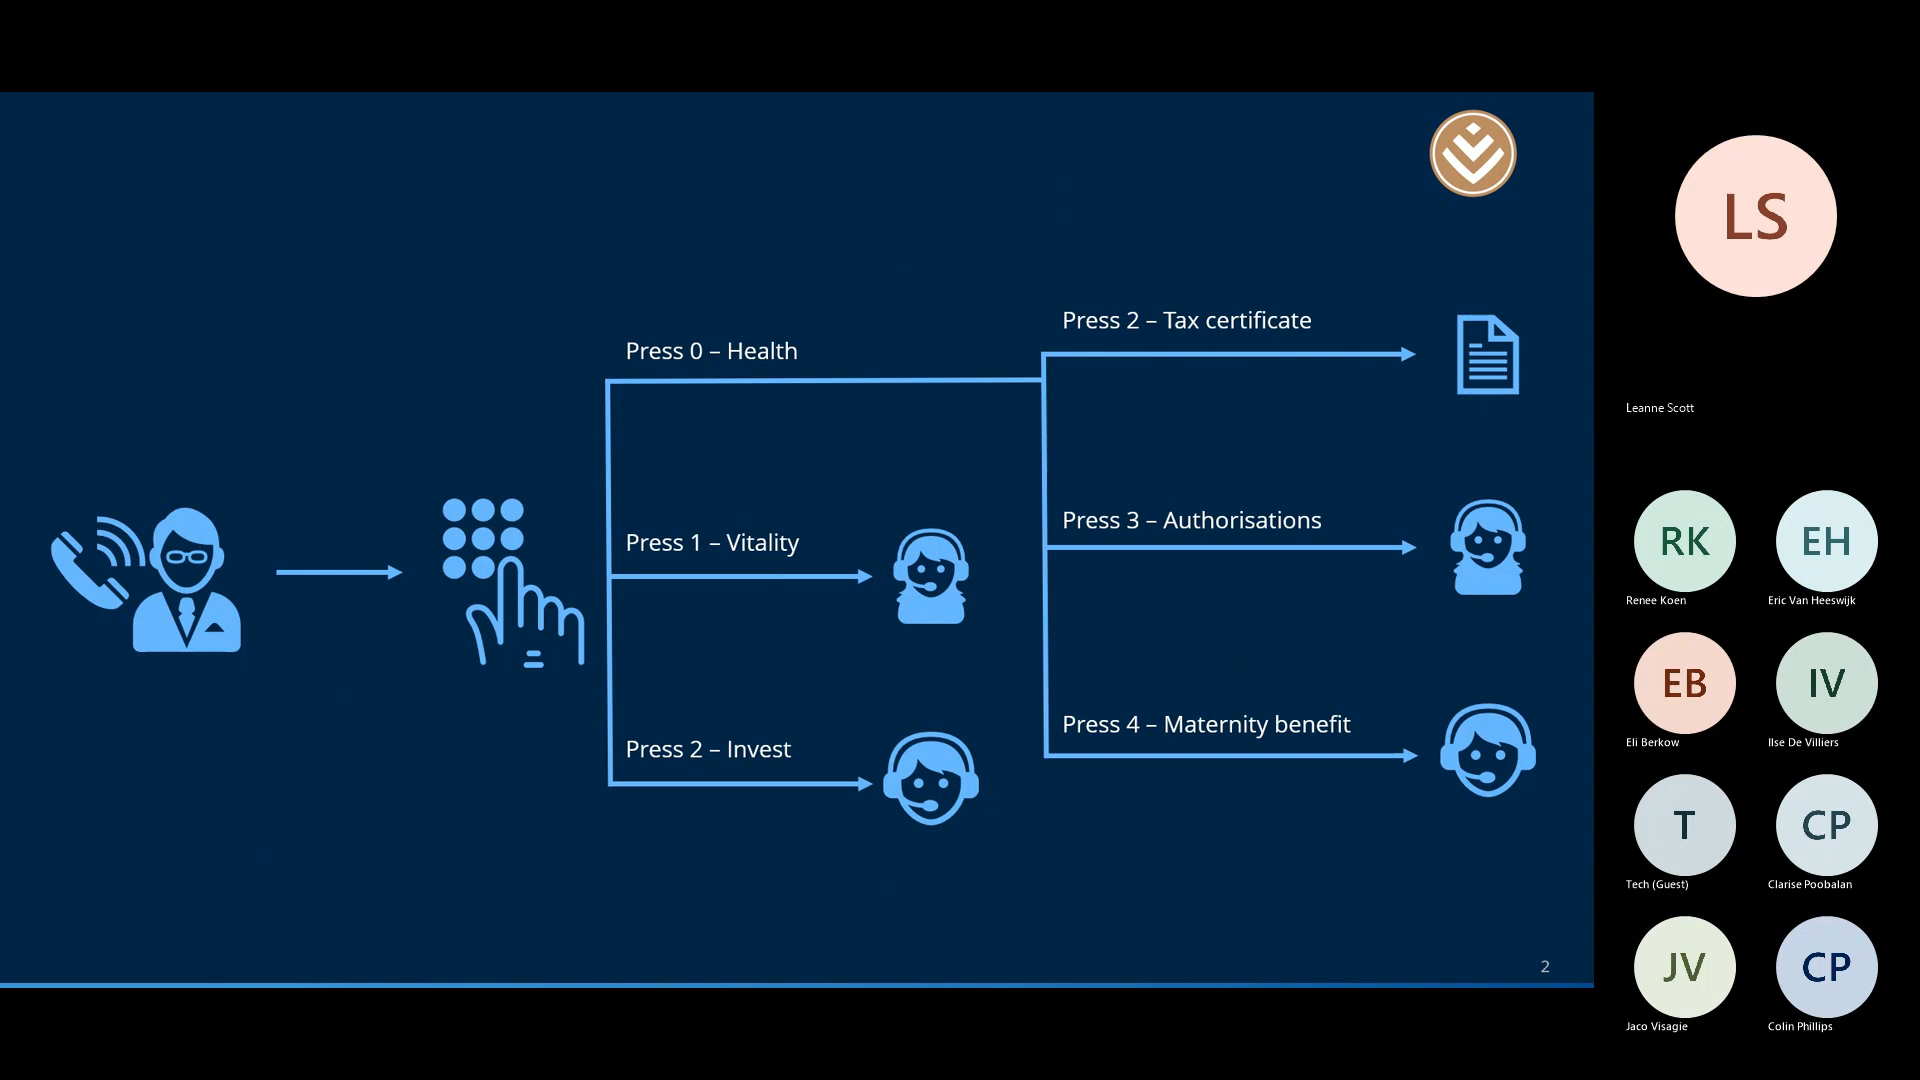 Press 0 – Health
Press 1 – Vitality
Press 2 – Invest
Press 2 – Tax certificate
Press 3 – Authorisations
Press 4 – Maternity benefit
2
LS
Leanne Scott
RK
EH
Renee Koen
Eric Van Heeswijk
EB
IV
Eli Berkow
Ilse De Villiers
T
CP
Tech (Guest)
Clarise Poobalan
JV
CP
Jaco Visagie
Colin Phillips